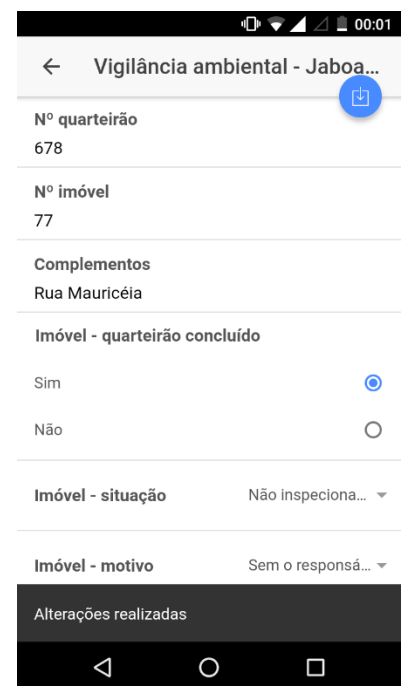 00:01
Vigilância ambiental - Jaboa...
Nº quarteirão
678
Nº imóvel
77
Complementos
Rua Mauricéia
Imóvel - quarteirão concluído
Sim
Não
Imóvel - situação Não inspeciona...
Imóvel - motivo Sem o responsá...
Alterações realizadas